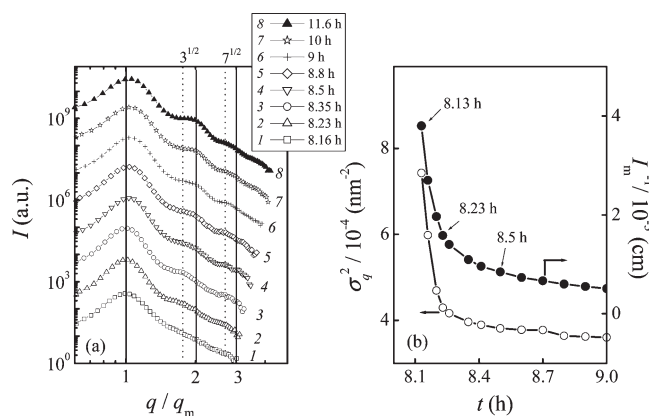 8 11.6 h
7 10 h
6 9 h
5 8.8 h
4 8.5 h
3 8.35 h
2 8.23 h
1 8.16 h
3^{1/2} 7^{1/2}
I (a.u.)
10^9
10^6
10^3
10^0
8
7
6
5
4
3
2
1
(a)
1 2 3
q / q_m
σ_q^2 / 10^{-4} (nm^{-2})
8
6
4
8.13 h
8.23 h
8.5 h
(b)
8.1 8.4 8.7 9.0
t (h)
4
2
0
I_m^{-1} / 10^{-3} (cm)